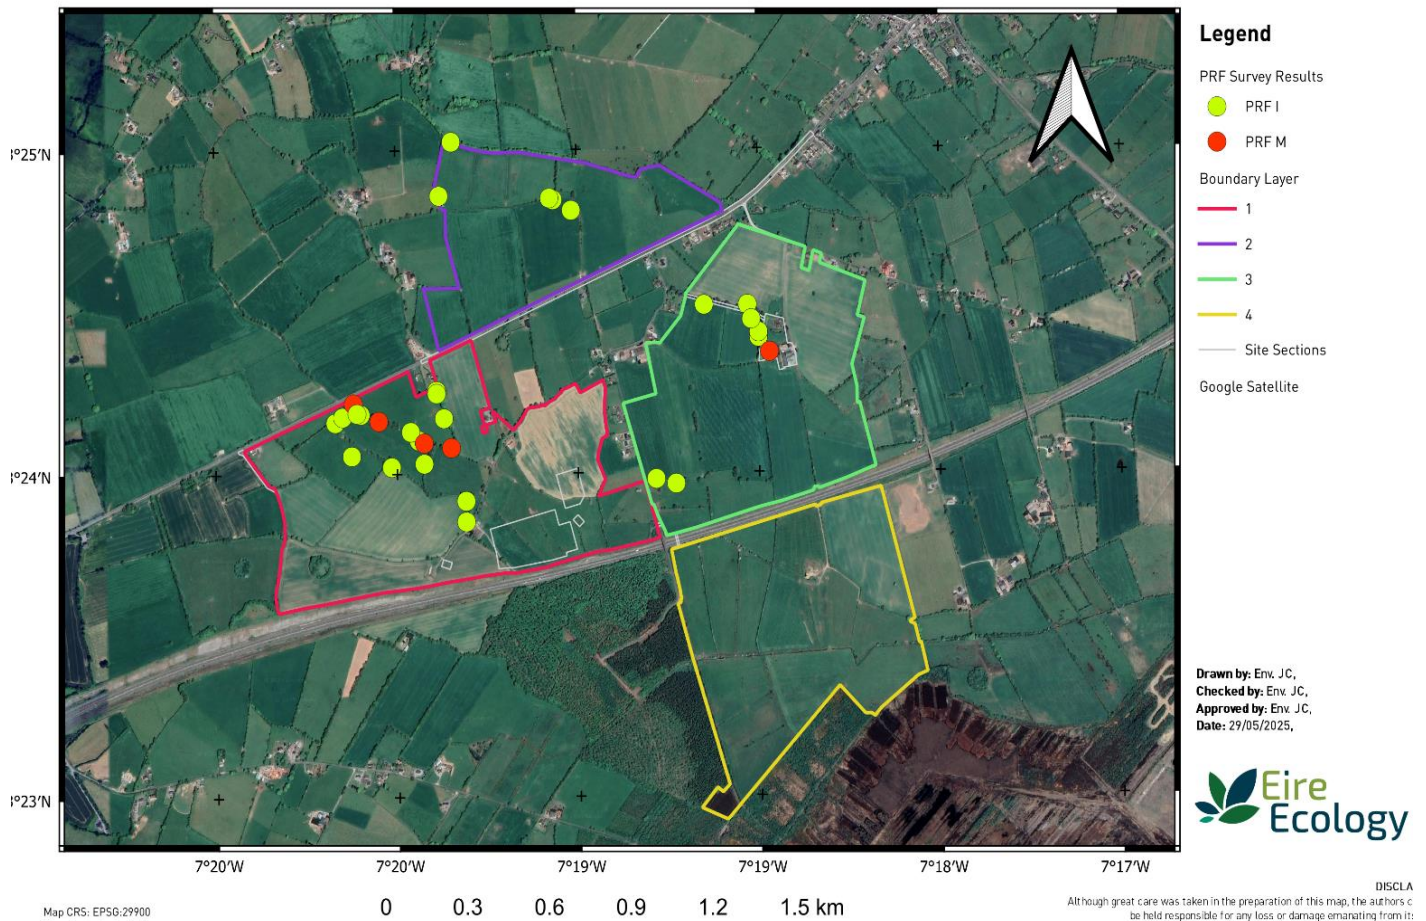 Legend
PRF Survey Results
PRF I
PRF M
Boundary Layer
1
2
3
4
Site Sections
Google Satellite
°25'N
°24'N
°23'N
7°20'W 7°20'W 7°19'W 7°19'W 7°18'W 7°17'W
Drawn by: Env. JC,
Checked by: Env. JC,
Approved by: Env. JC,
Date: 29/05/2025,
Eire
Ecology
Map CRS: EPSG:29900
0 0.3 0.6 0.9 1.2 1.5 km
DISCLA
Although great care was taken in the preparation of this map, the authors c
be held responsible for any loss or damage emanating from it